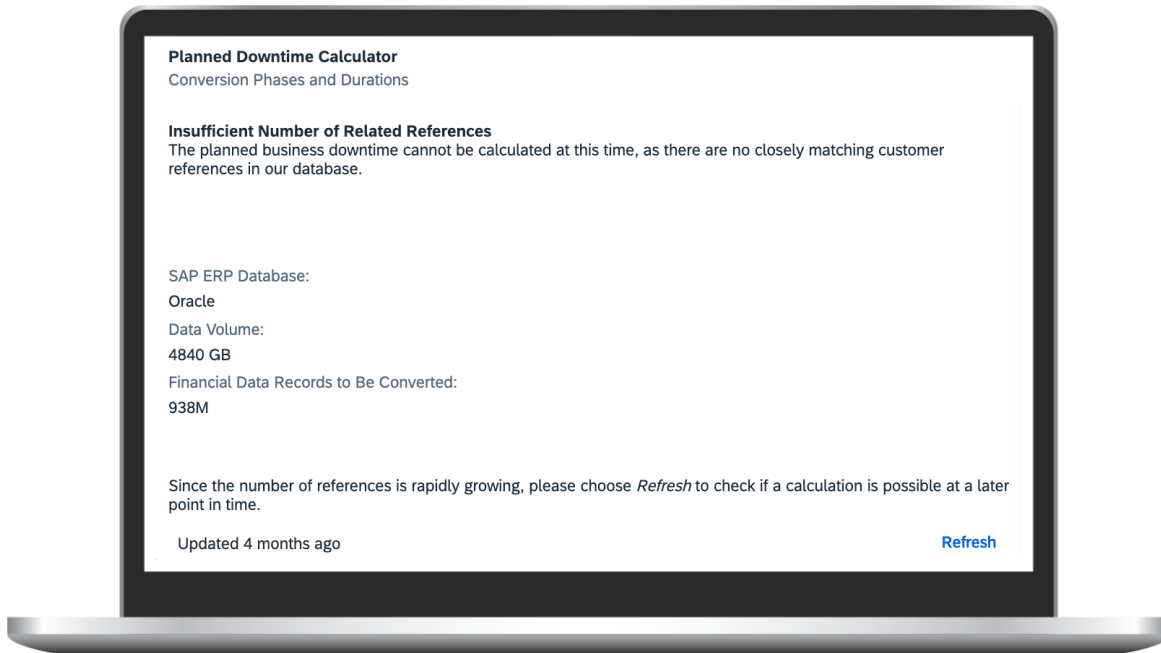 Planned Downtime Calculator
Conversion Phases and Durations
Insufficient Number of Related References
The planned business downtime cannot be calculated at this time, as there are no closely matching customer
references in our database.
SAP ERP Database:
Oracle
Data Volume:
4840 GB
Financial Data Records to Be Converted:
938M
Since the number of references is rapidly growing, please choose Refresh to check if a calculation is possible at a later
point in time.
Updated 4 months ago
Refresh